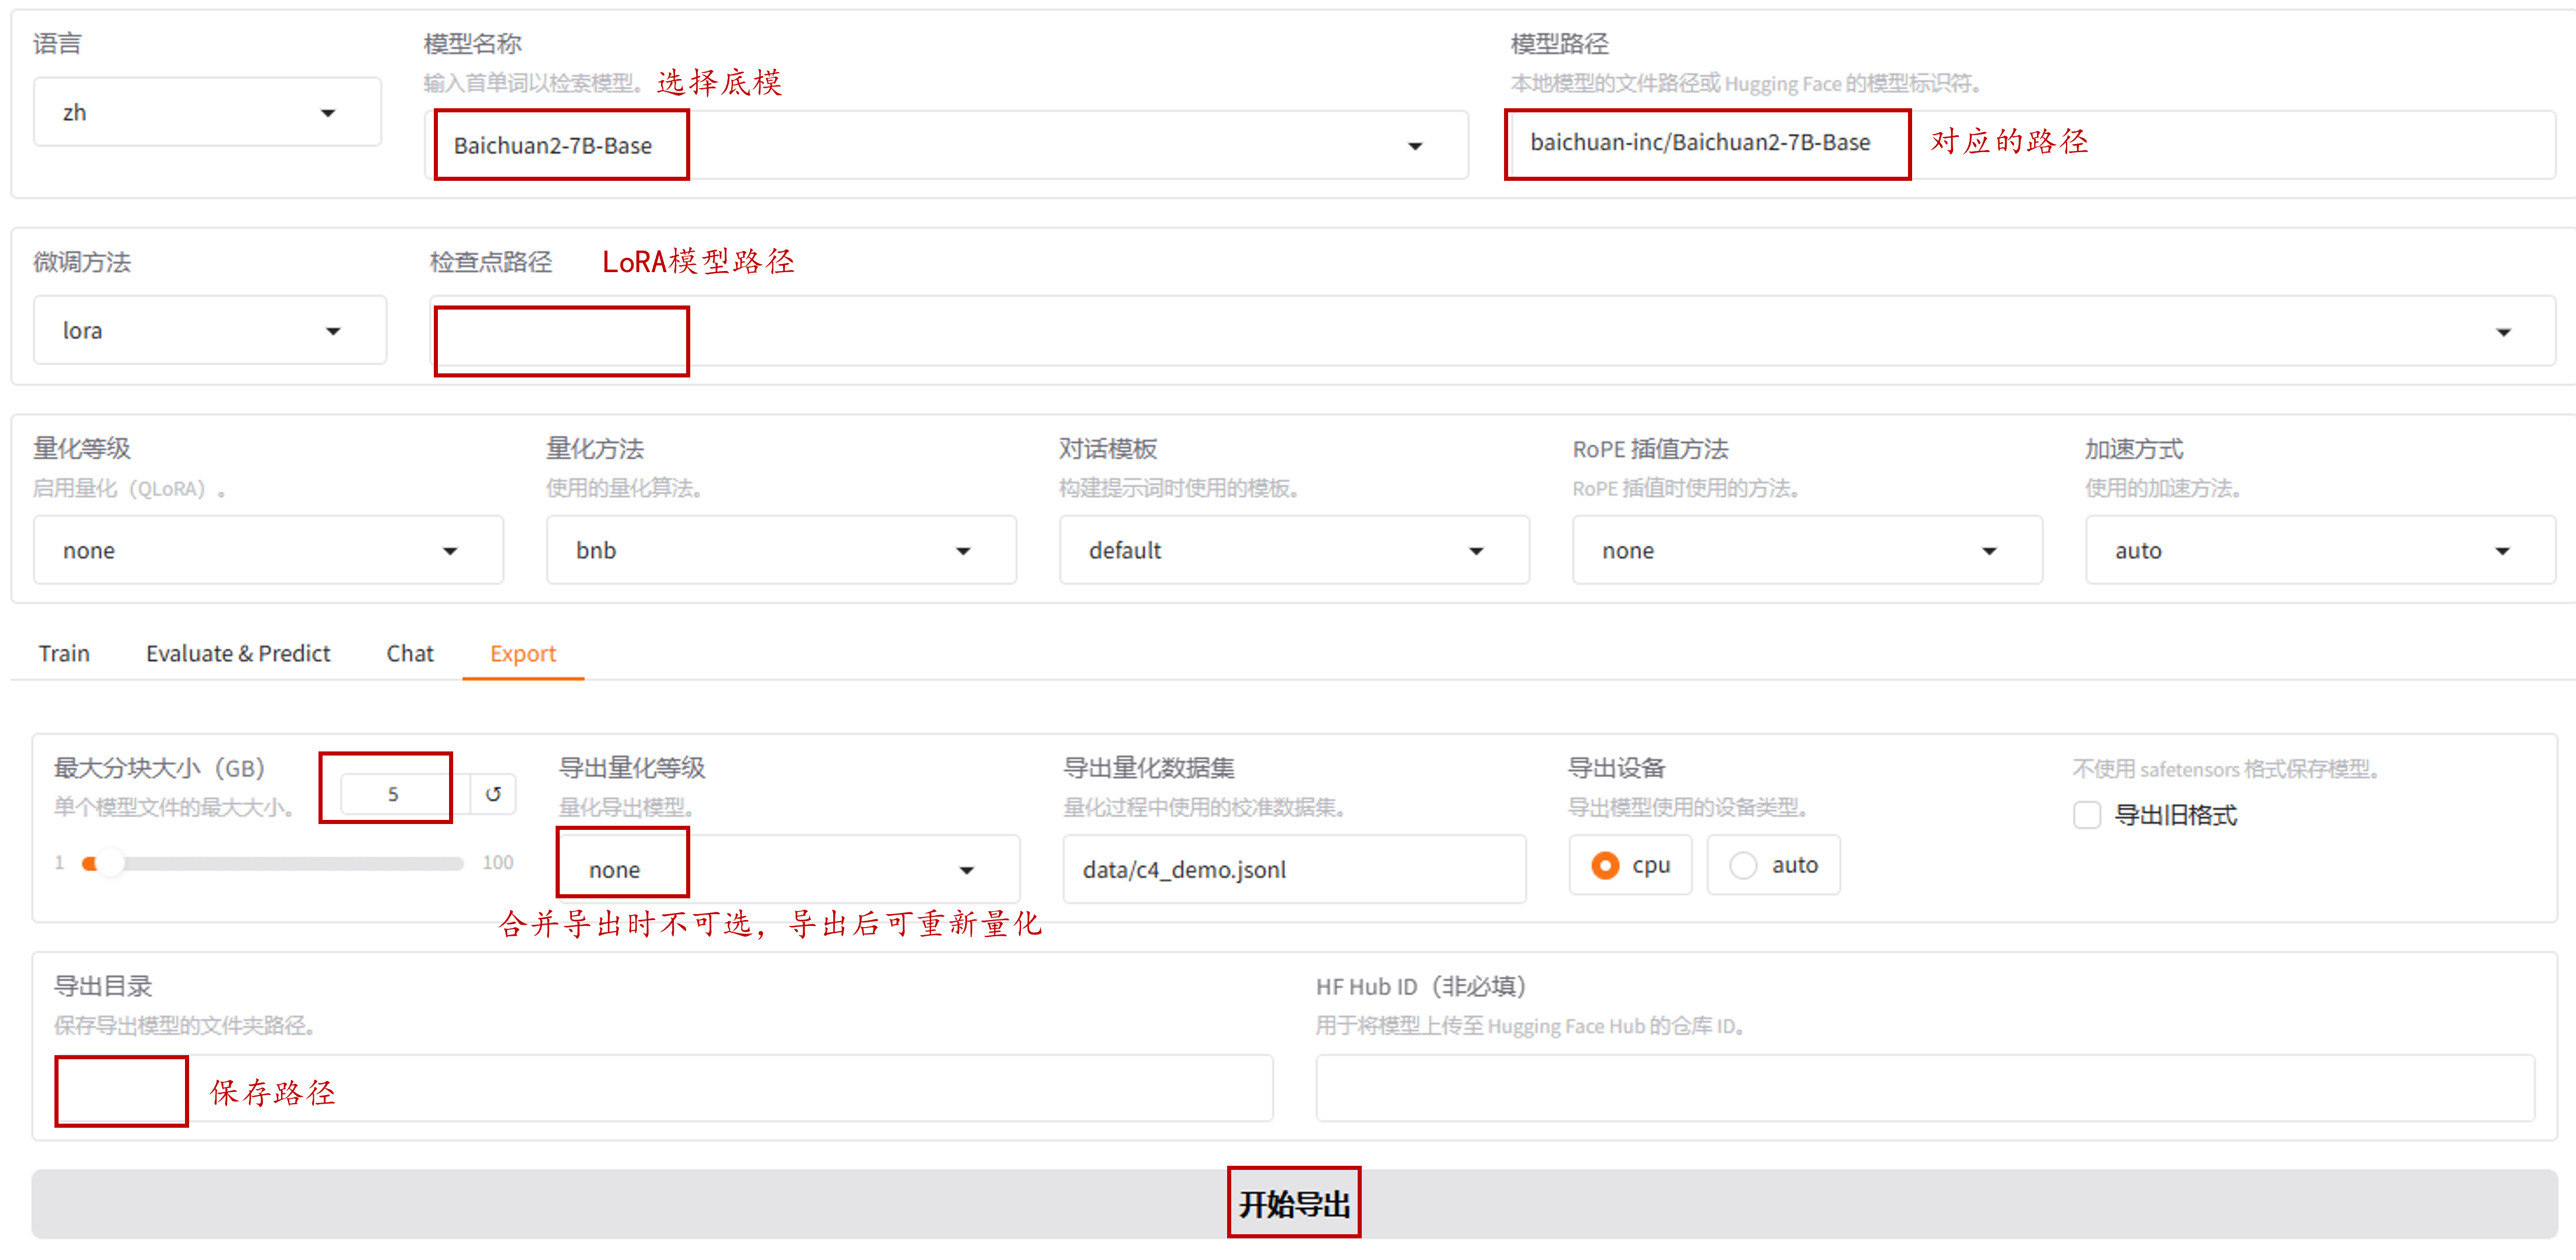 语言
zh
模型名称
输入首单词以检索模型。
选择底模
Baichuan2-7B-Base
模型路径
本地模型的文件路径或 Hugging Face 的模型标识符。
baichuan-inc/Baichuan2-7B-Base
对应的路径
微调方法
lora
检查点路径
LoRA模型路径
量化等级
启用量化（QLoRA）。
none
量化方法
使用的量化算法。
bnb
对话模板
构建提示词时使用的模板。
default
RoPE 插值方法
RoPE 插值时使用的方法。
none
加速方式
使用的加速方法。
auto
Train
Evaluate & Predict
Chat
Export
最大分块大小（GB）
单个模型文件的最大大小。
5
↺
1
100
导出量化等级
量化导出模型。
none
合并导出时不可选，导出后可重新量化
导出量化数据集
量化过程中使用的校准数据集。
data/c4_demo.jsonl
导出设备
导出模型使用的设备类型。
cpu
auto
不使用 safetensors 格式保存模型。
导出旧格式
导出目录
保存导出模型的文件夹路径。
保存路径
HF Hub ID（非必填）
用于将模型上传至 Hugging Face Hub 的仓库 ID。
开始导出